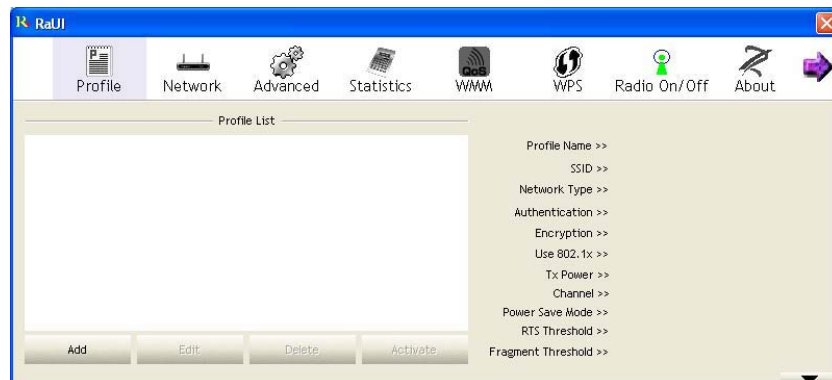 RaUI
Profile Network Advanced Statistics QoS WMM WPS Radio On/Off About
Profile List
Profile Name >>
SSID >>
Network Type >>
Authentication >>
Encryption >>
Use 802.1x >>
Tx Power >>
Channel >>
Power Save Mode >>
RTS Threshold >>
Fragment Threshold >>
Add Edit Delete Activate